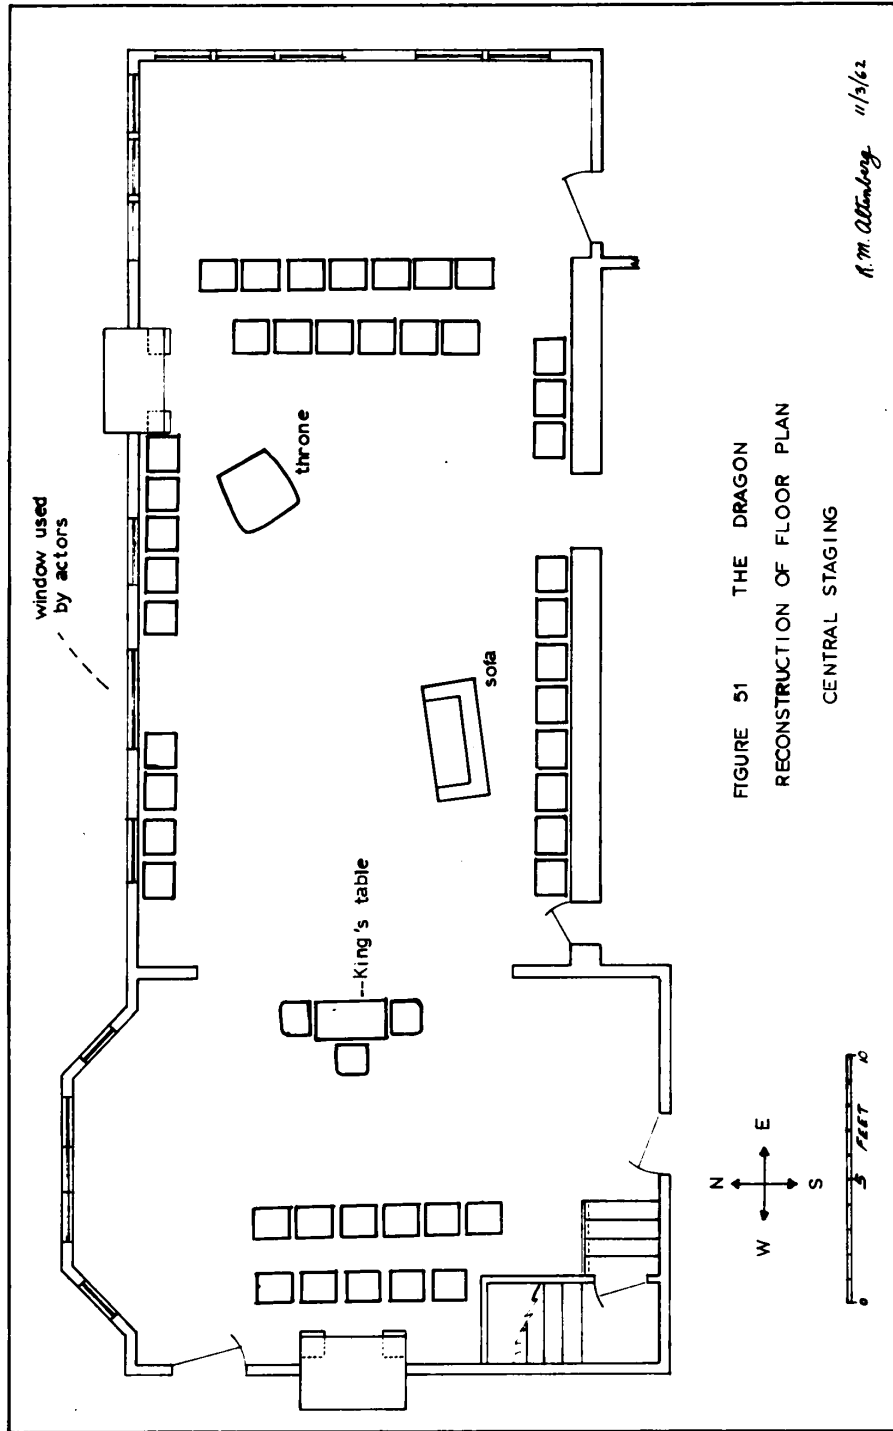 window used
by actors
throne
sofa
King's table
FIGURE 51 THE DRAGON
RECONSTRUCTION OF FLOOR PLAN
CENTRAL STAGING
R.M. Altenberg 11/3/62
N
W E
S
0 5 FEET 10